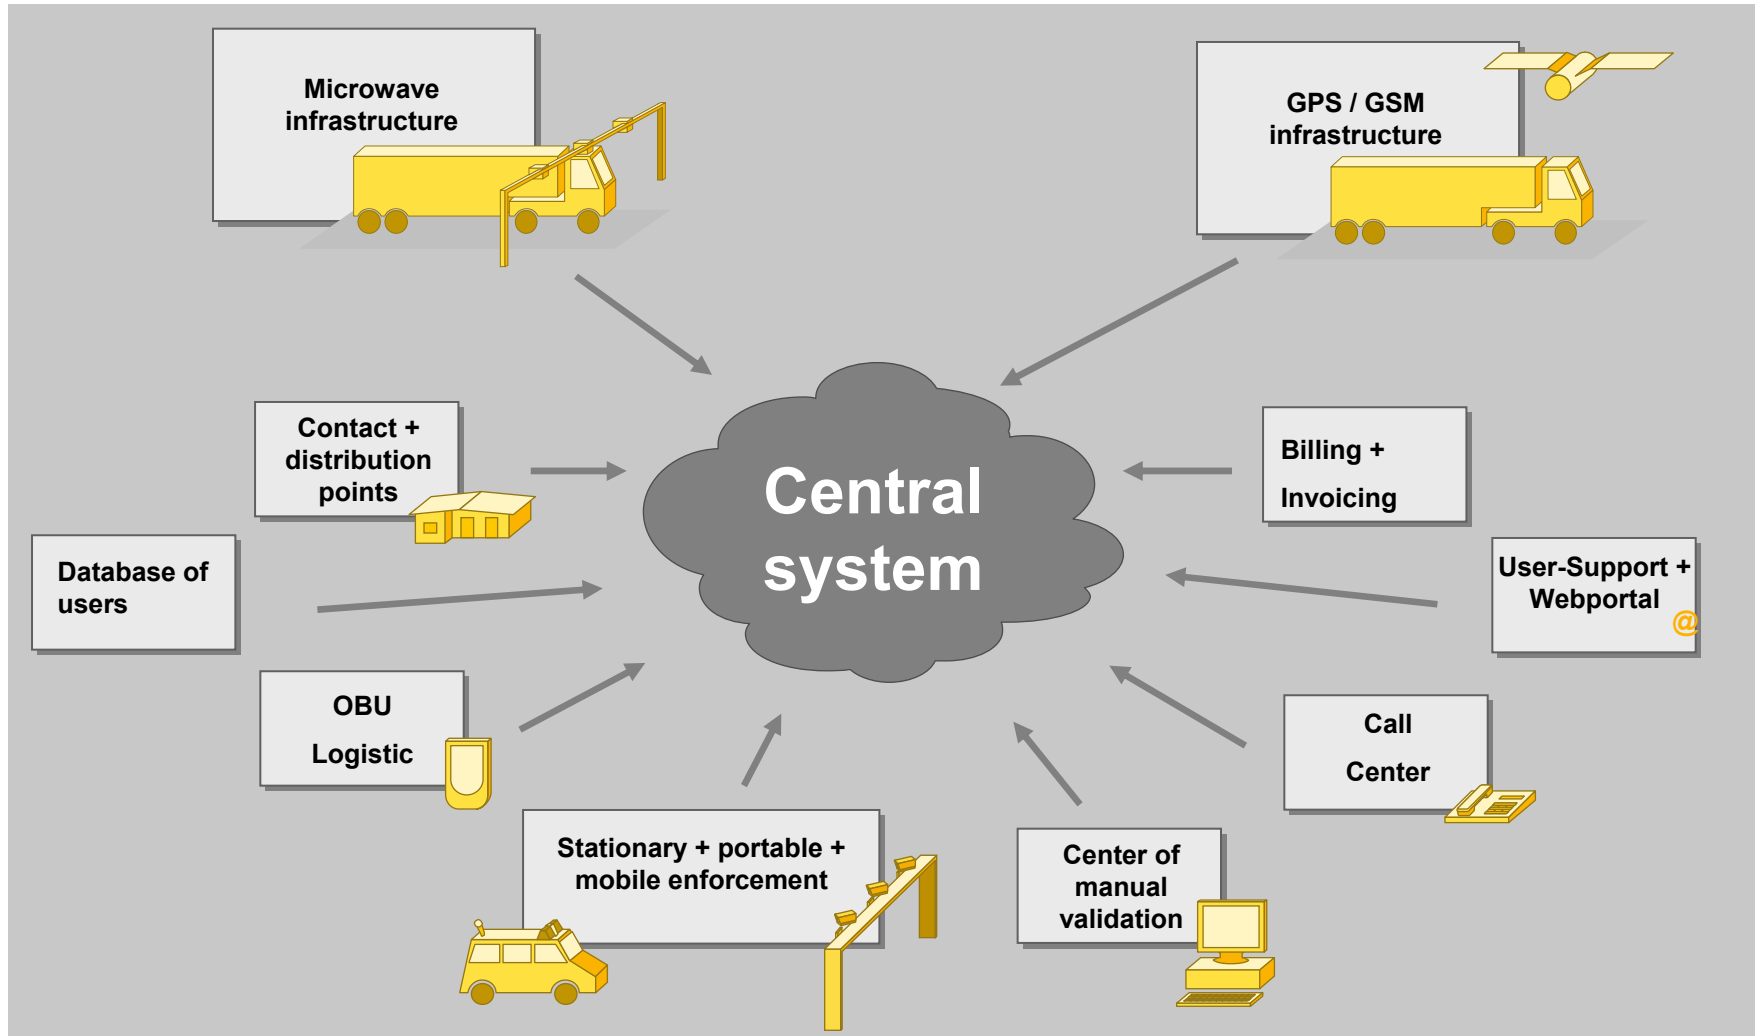 Microwave
infrastructure
GPS / GSM
infrastructure
Contact +
distribution
points
Central
system
Billing +
Invoicing
Database of
users
User-Support +
Webportal
@
OBU
Logistic
Call
Center
Stationary + portable +
mobile enforcement
Center of
manual
validation